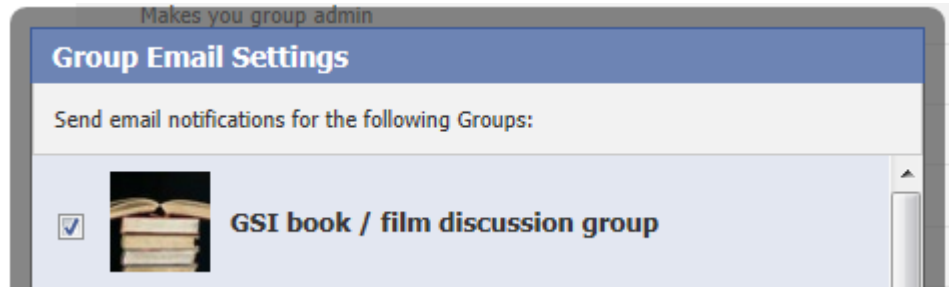 Makes you group admin
Group Email Settings
Send email notifications for the following Groups:
GSI book / film discussion group